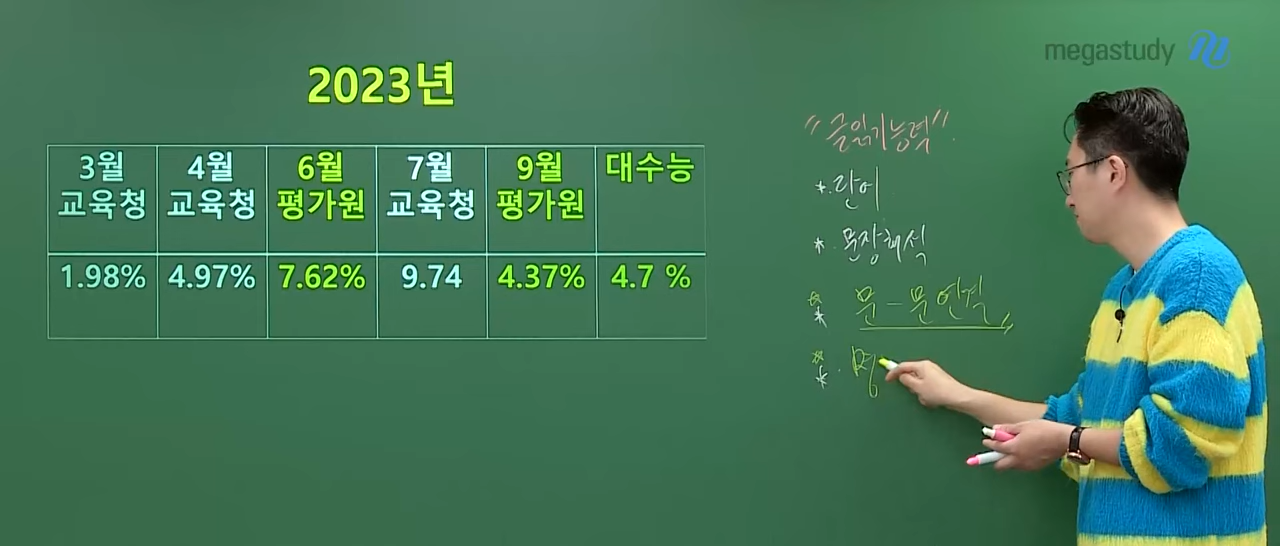 megastudy
2023년
3월 교육청
4월 교육청
6월 평가원
7월 교육청
9월 평가원
대수능
1.98%
4.97%
7.62%
9.74
4.37%
4.7 %
"글읽기능력"
* 단어
* 문장해석
* 문-문 연결